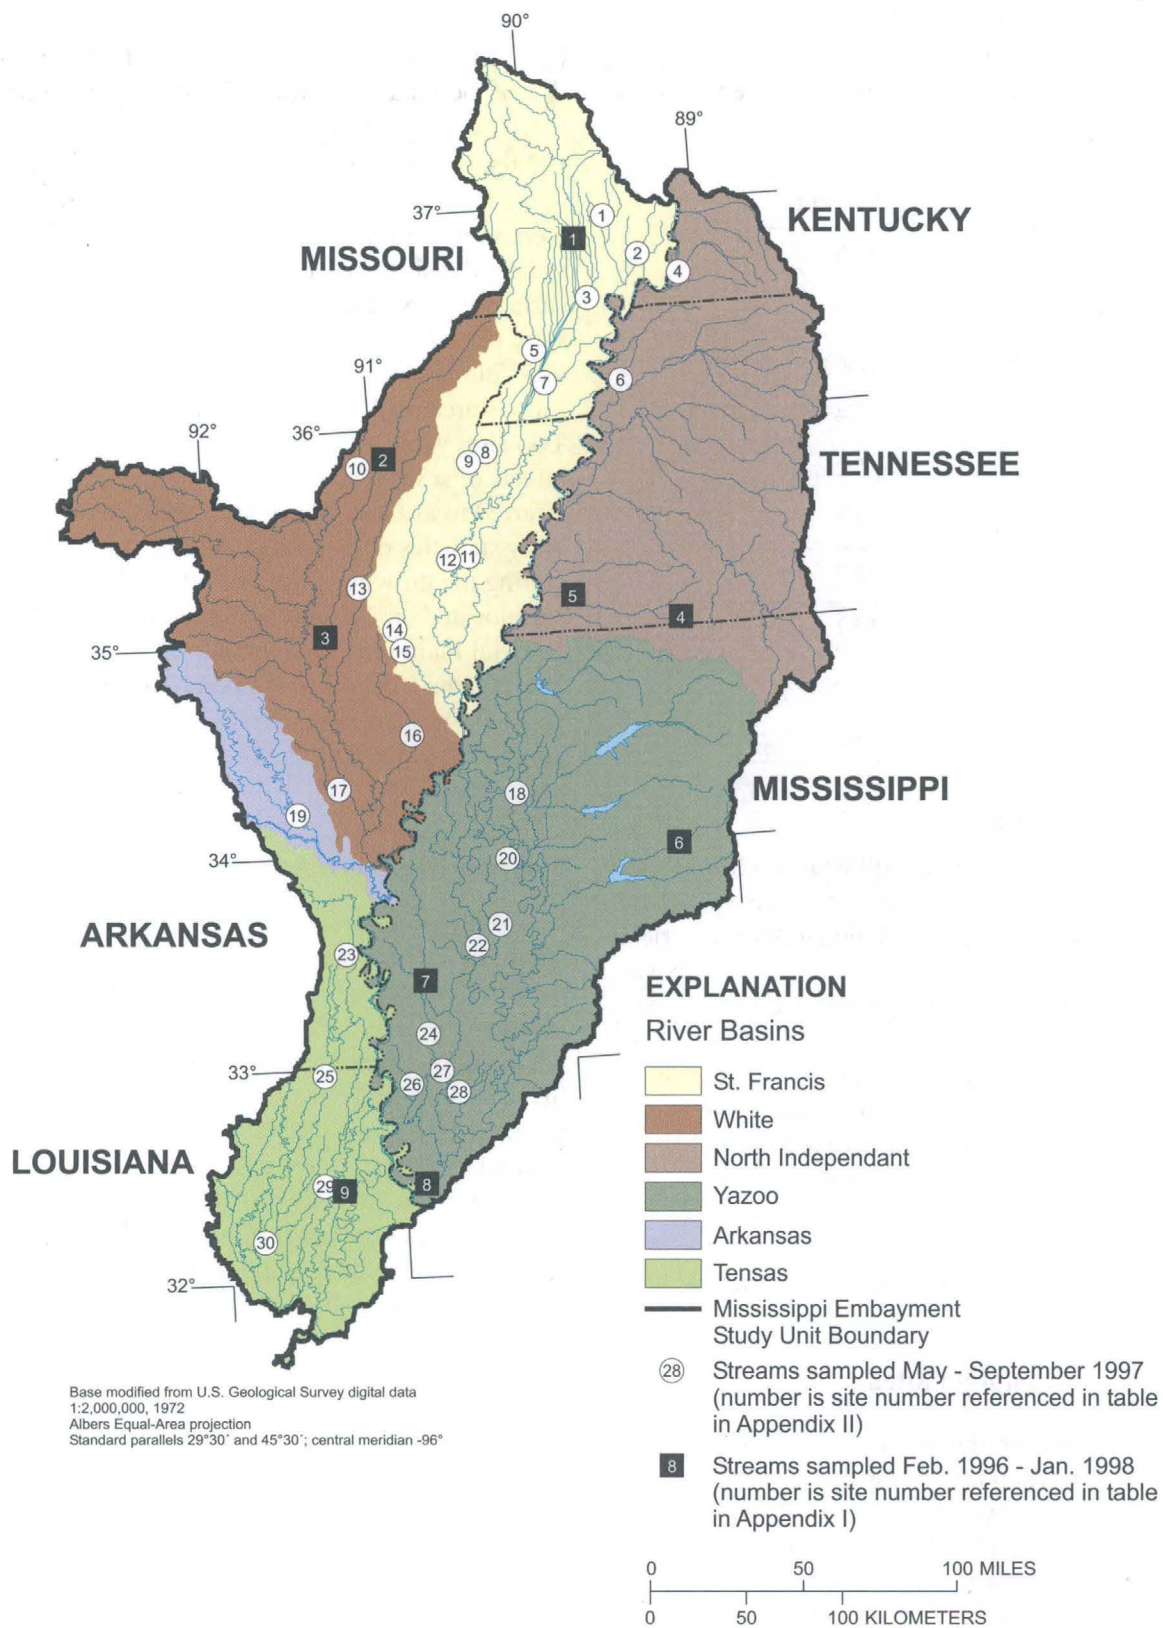 90°
89°
37°
KENTUCKY
MISSOURI
1
1
2
4
3
5
7
6
91°
92°
36°
10
2
9
8
TENNESSEE
12
11
13
5
4
14
3
15
35°
16
MISSISSIPPI
17
18
19
6
20
34°
ARKANSAS
21
22
23
7
24
33°
25
27
26
28
LOUISIANA
29
9
8
30
32°
EXPLANATION
River Basins
St. Francis
White
North Independant
Yazoo
Arkansas
Tensas
Mississippi Embayment
Study Unit Boundary
28
Streams sampled May - September 1997
(number is site number referenced in table
in Appendix II)
8
Streams sampled Feb. 1996 - Jan. 1998
(number is site number referenced in table
in Appendix I)
Base modified from U.S. Geological Survey digital data
1:2,000,000, 1972
Albers Equal-Area projection
Standard parallels 29°30´ and 45°30´; central meridian -96°
0 50 100 MILES
0 50 100 KILOMETERS